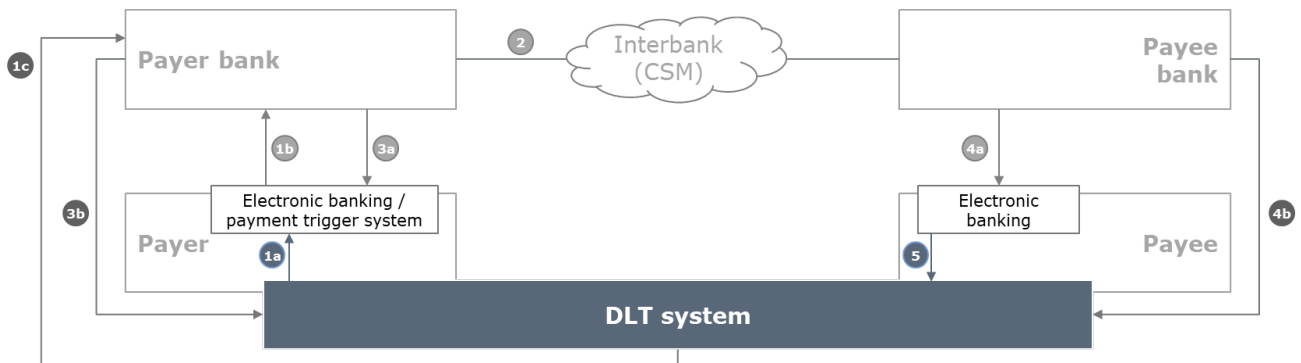 1c
Payer bank
2
Interbank
(CSM)
Payee
bank
1b
3a
4a
3b
Electronic banking /
payment trigger system
Electronic
banking
4b
Payer
1a
5
Payee
DLT system